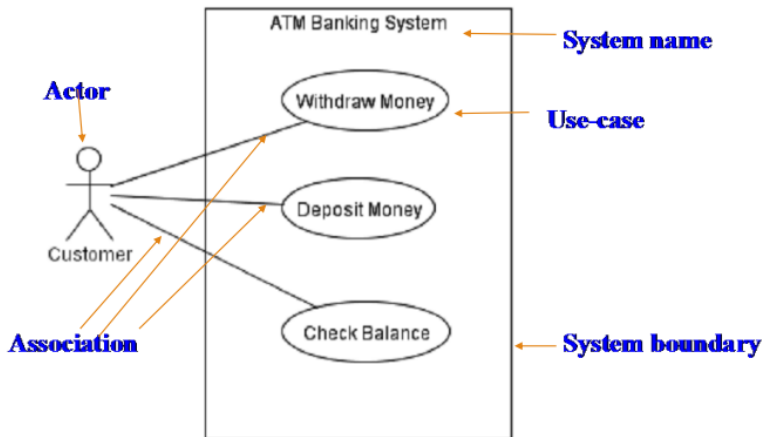 ATM Banking System
System name
Actor
Withdraw Money
Use-case
Deposit Money
Customer
Check Balance
Association
System boundary